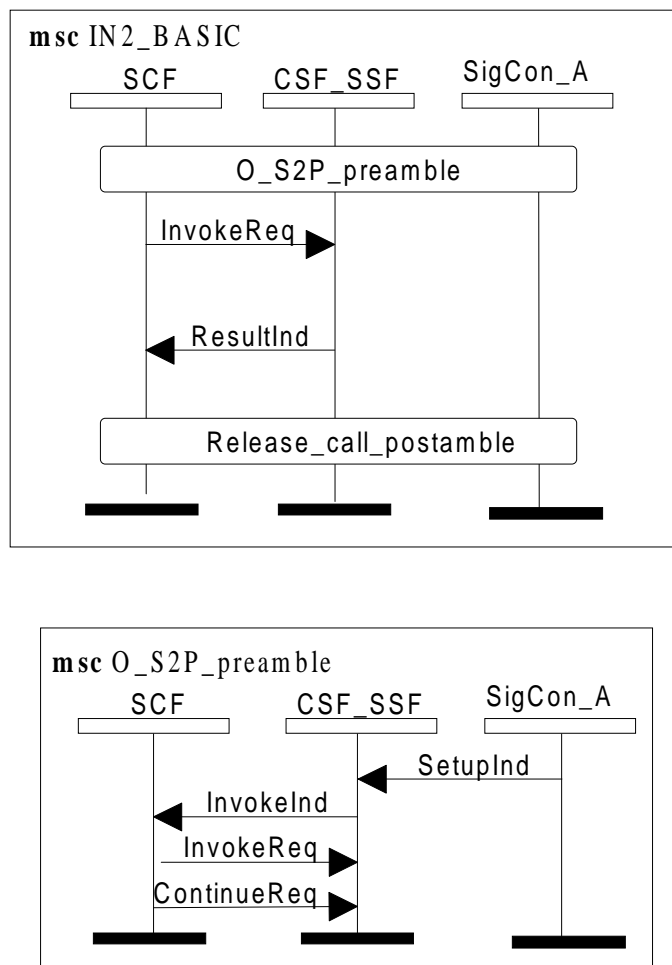 msc IN2_BASIC
SCF CSF_SSF SigCon_A
O_S2P_preamble
InvokeReq
ResultInd
Release_call_postamble
msc O_S2P_preamble
SCF CSF_SSF SigCon_A
SetupInd
InvokeInd
InvokeReq
ContinueReq